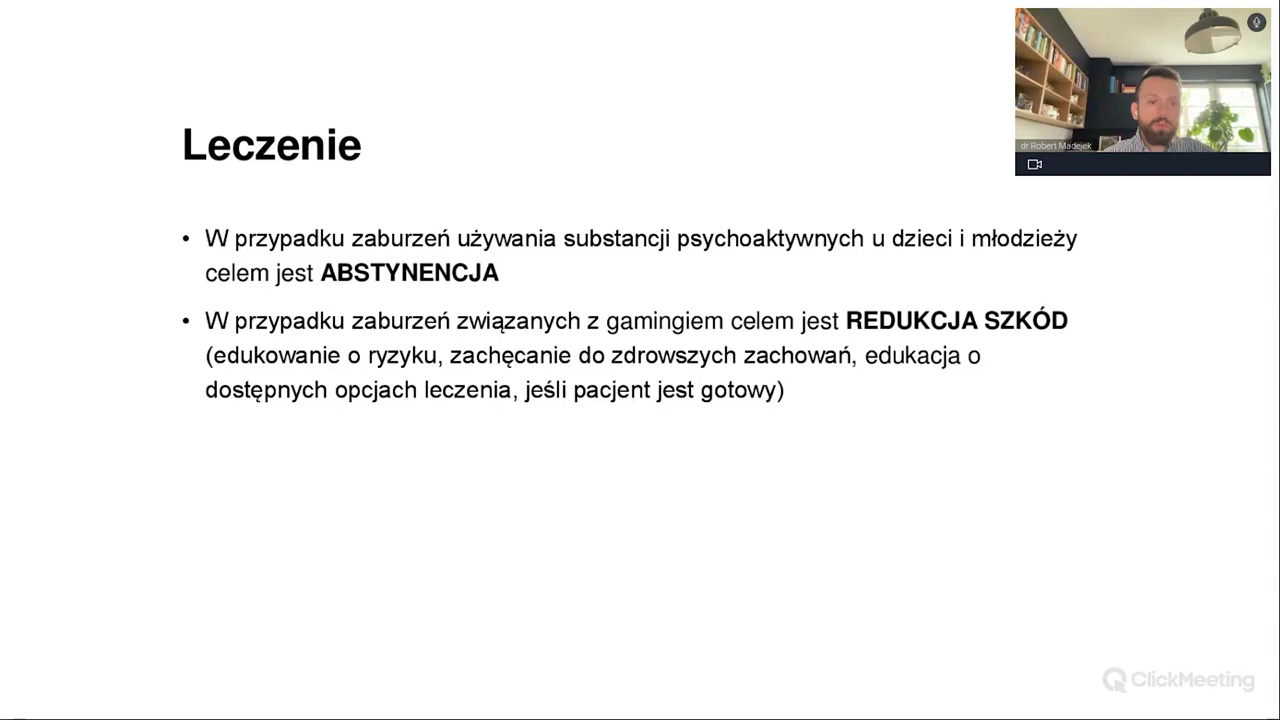 dr Robert Madejek
Leczenie
• W przypadku zaburzeń używania substancji psychoaktywnych u dzieci i młodzieży
celem jest ABSTYNENCJA
• W przypadku zaburzeń związanych z gamingiem celem jest REDUKCJA SZKÓD
(edukowanie o ryzyku, zachęcanie do zdrowszych zachowań, edukacja o
dostępnych opcjach leczenia, jeśli pacjent jest gotowy)
ClickMeeting